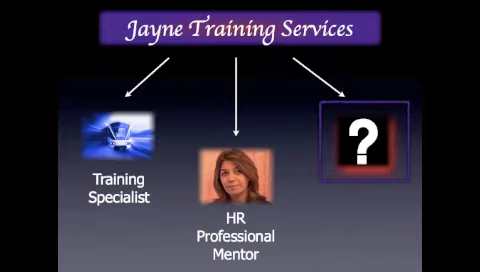 Jayne Training Services
?
Training
Specialist
HR
Professional
Mentor